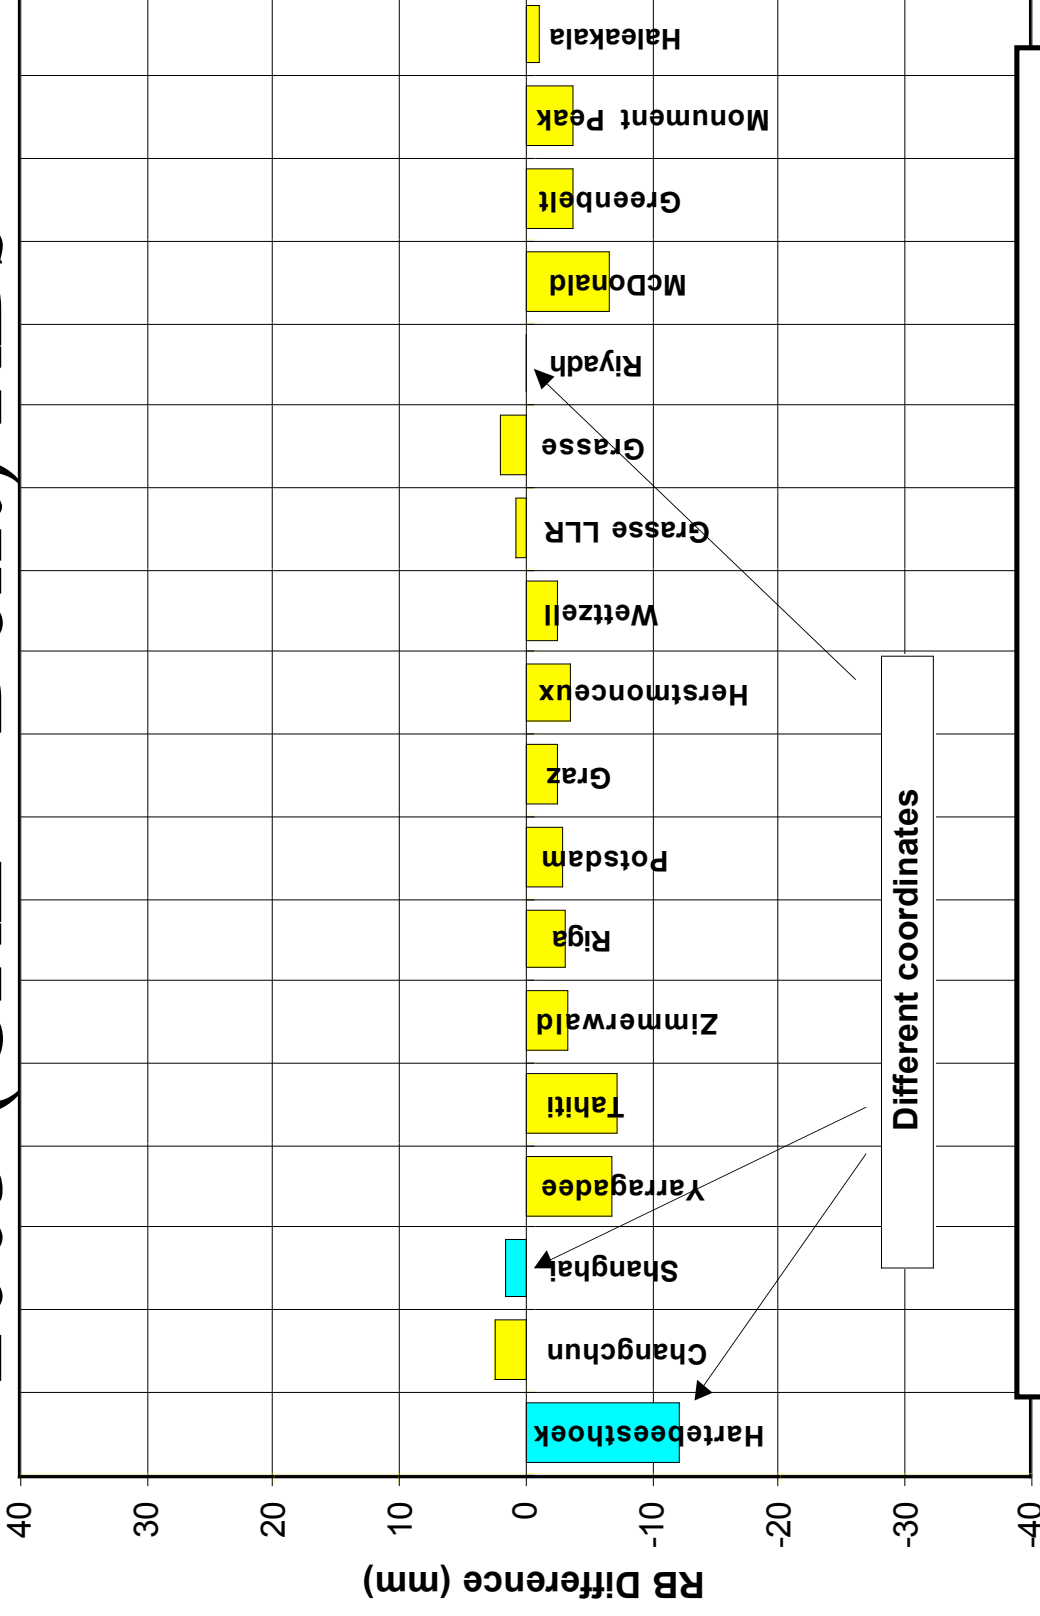 RB Difference (mm)
40
30
20
10
0
-10
-20
-30
-40
Hartebeesthoek
Changchun
Shanghai
Yarragadee
Tahiti
Zimmerwald
Riga
Potsdam
Graz
Herstmonceux
Wettzell
Grasse LLR
Grasse
Riyadh
McDonald
Greenbelt
Monument Peak
Haleakala
Different coordinates